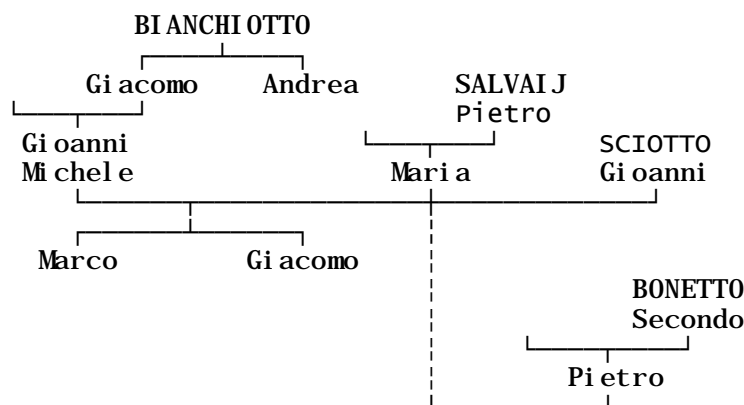 BIANCHIOTTO
Giacomo Andrea SALVAIJ
Pietro
Gioanni SCIOTTO
Michele Maria Gioanni
Marco Giacomo
BONETTO
Secondo
Pietro